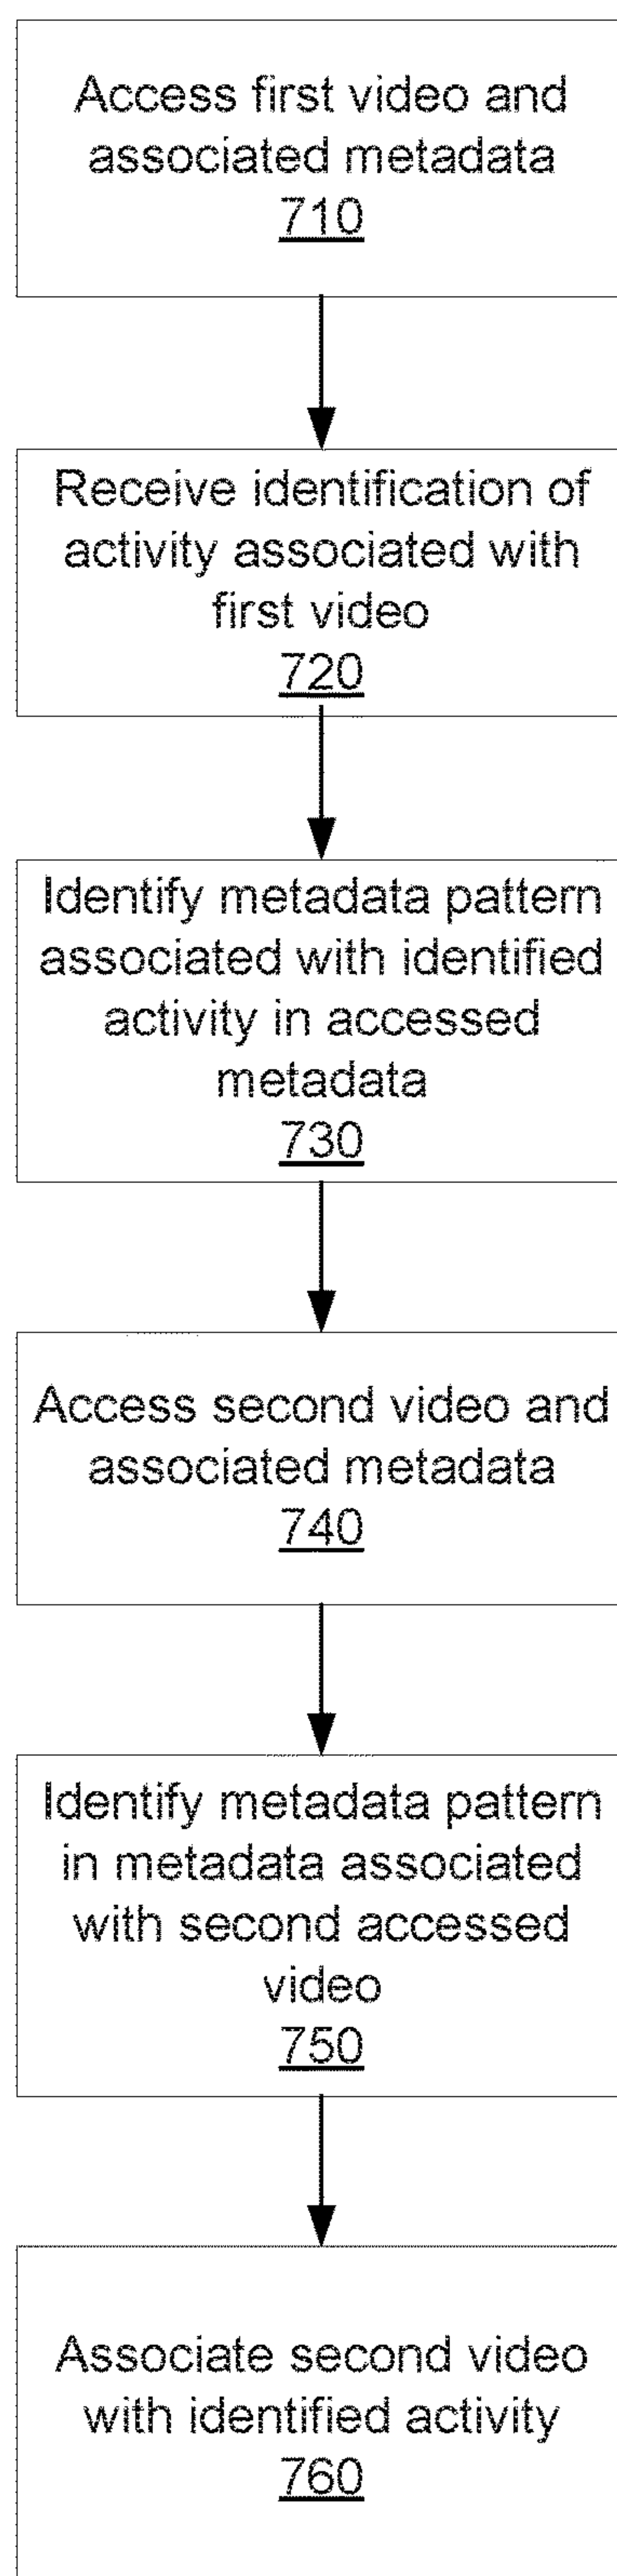 Access first video and
associated metadata
710
Receive identification of
activity associated with
first video
720
Identify metadata pattern
associated with identified
activity in accessed
metadata
730
Access second video and
associated metadata
740
Identify metadata pattern
in metadata associated
with second accessed
video
750
Associate second video
with identified activity
760